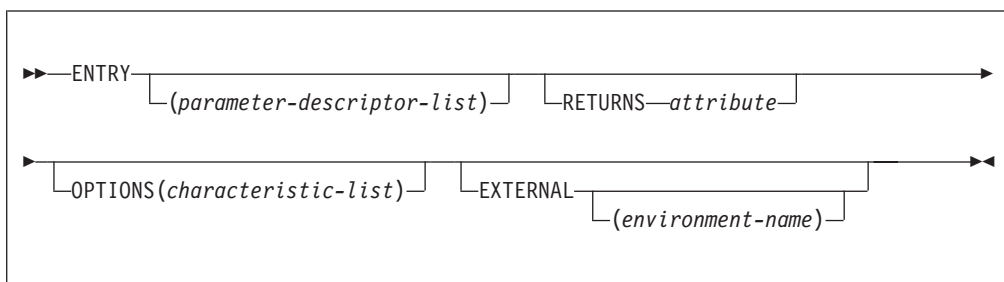 ENTRY RETURNS attribute
(parameter-descriptor-list)
OPTIONS(characteristic-list) EXTERNAL
(environment-name)